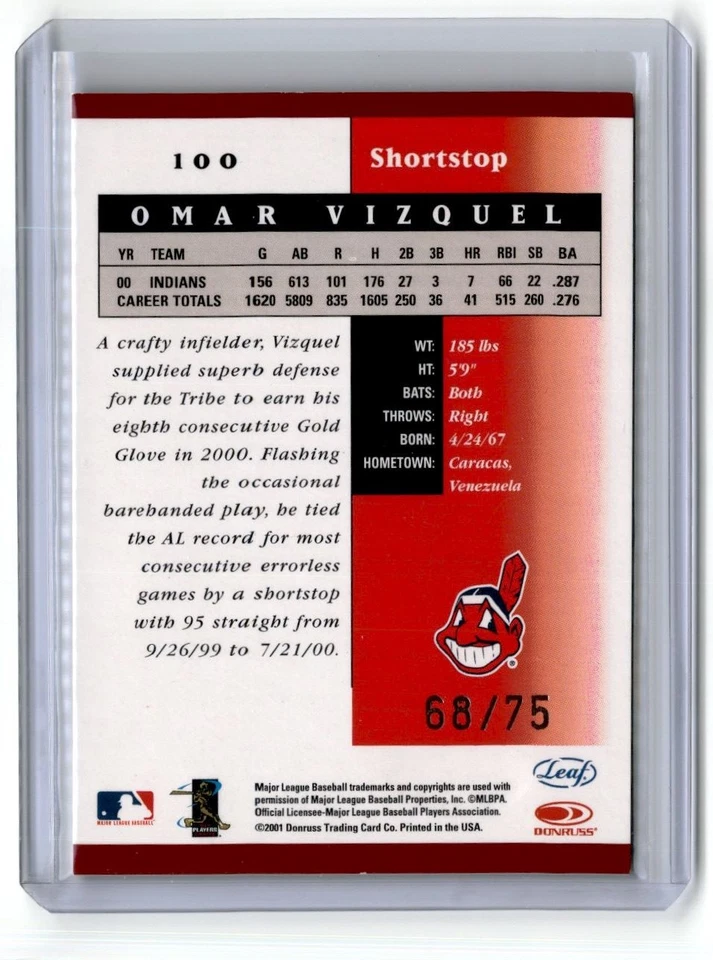 100
Shortstop
OMAR VIZQUEL
YR TEAM G AB R H 2B 3B HR RBI SB BA
00 INDIANS 156 613 101 176 27 3 7 66 22 .287
CAREER TOTALS 1620 5809 835 1605 250 36 41 515 260 .276
A crafty infielder, Vizquel
supplied superb defense
for the Tribe to earn his
eighth consecutive Gold
Glove in 2000. Flashing
the occasional
barehanded play, he tied
the AL record for most
consecutive errorless
games by a shortstop
with 95 straight from
9/26/99 to 7/21/00.
WT: 185 lbs
HT: 5'9"
BATS: Both
THROWS: Right
BORN: 4/24/67
HOMETOWN: Caracas,
Venezuela
®
68/75
MAJOR LEAGUE BASEBALL
PLAYERS
Major League Baseball trademarks and copyrights are used with
permission of Major League Baseball Properties, Inc. ©MLBPA.
Official Licensee-Major League Baseball Players Association.
©2001 Donruss Trading Card Co. Printed in the USA.
Leaf
DONRUSS